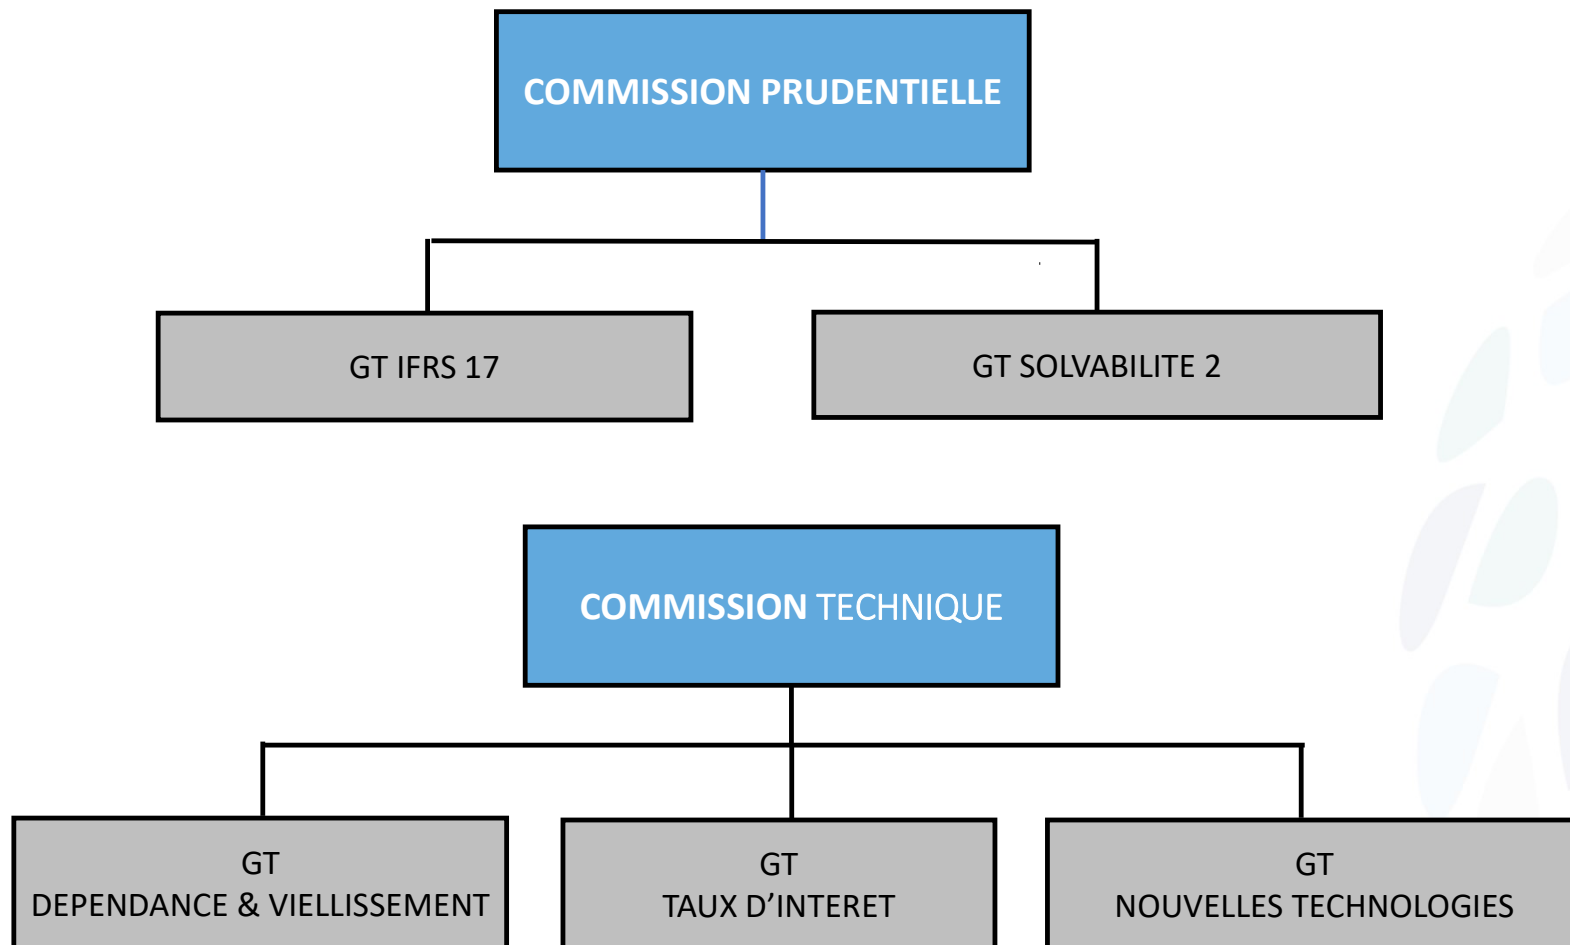 COMMISSION PRUDENTIELLE
GT IFRS 17
GT SOLVABILITE 2
COMMISSION TECHNIQUE
GT
DEPENDANCE & VIELLISSEMENT
GT
TAUX D’INTERET
GT
NOUVELLES TECHNOLOGIES